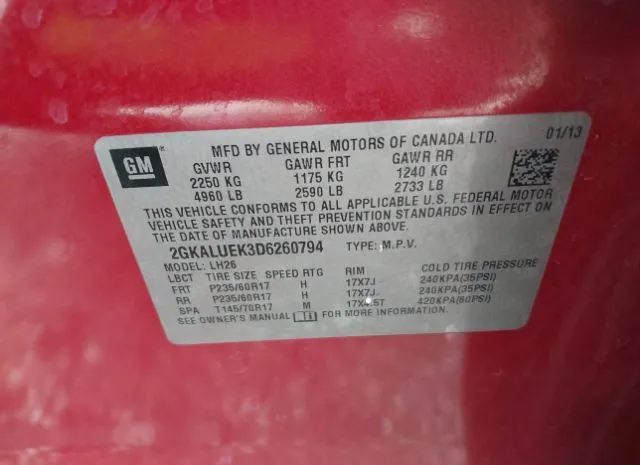 GM
MFD BY GENERAL MOTORS OF CANADA LTD. 01/13
GVWR GAWR FRT GAWR RR
2250 KG 1175 KG 1240 KG
4960 LB 2590 LB 2733 LB
THIS VEHICLE CONFORMS TO ALL APPLICABLE U.S. FEDERAL MOTOR
VEHICLE SAFETY AND THEFT PREVENTION STANDARDS IN EFFECT ON
THE DATE OF MANUFACTURE SHOWN ABOVE.
2GKALUEK3D6260794 TYPE: M.P.V.
MODEL: LH26
LBCT TIRE SIZE SPEED RTG RIM COLD TIRE PRESSURE
FRT P235/60R17 H 17X7J 240KPA(35PSI)
RR P235/60R17 H 17X7J 240KPA(35PSI)
SPA T145/70R17 M 17X4.5T 420KPA(60PSI)
SEE OWNER'S MANUAL FOR MORE INFORMATION